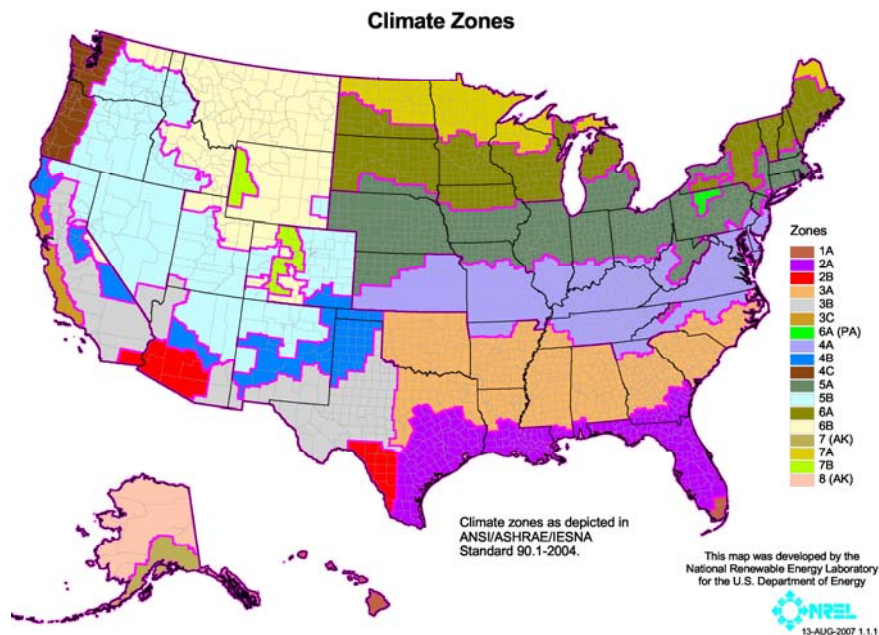 Climate Zones
Zones
1A
2A
2B
3A
3B
3C
6A (PA)
4A
4B
4C
5A
5B
6A
6B
7 (AK)
7A
7B
8 (AK)
Climate zones as depicted in
ANSI/ASHRAE/IESNA
Standard 90.1-2004.
This map was developed by the
National Renewable Energy Laboratory
for the U.S. Department of Energy
NREL
13-AUG-2007 1.1.1